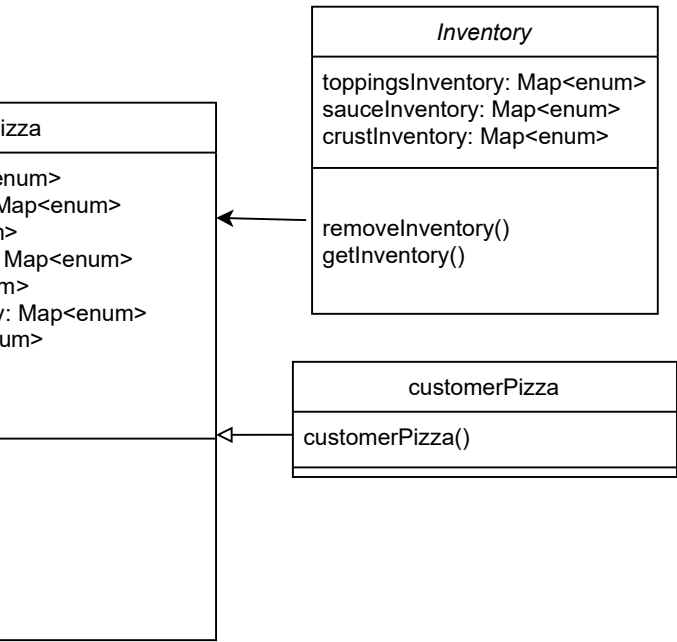 izza
enum>
Map<enum>
>
Map<enum>
m>
: Map<enum>
um>
Inventory
toppingsInventory: Map<enum>
sauceInventory: Map<enum>
crustInventory: Map<enum>
removeInventory()
getInventory()
customerPizza
customerPizza()